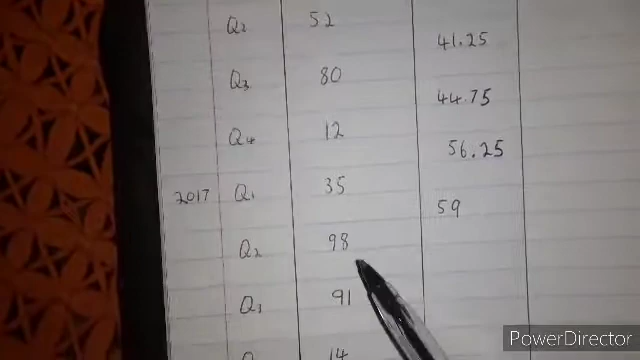 Q2 52
41.25
Q3 80
44.75
Q4 12
56.25
2017 Q1 35
59
Q2 98
Q3 91
Q 14
PowerDirector